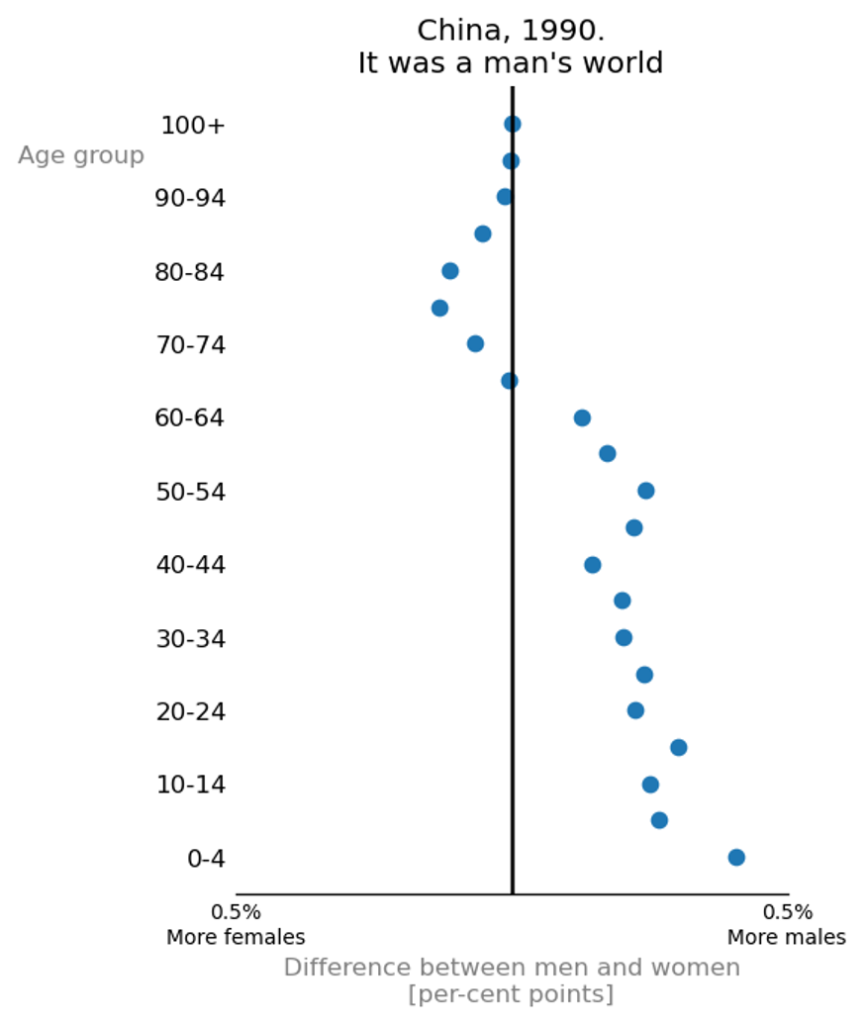 China, 1990.
It was a man's world
100+
Age group
90-94
80-84
70-74
60-64
50-54
40-44
30-34
20-24
10-14
0-4
0.5%
More females
0.5%
More males
Difference between men and women
[per-cent points]